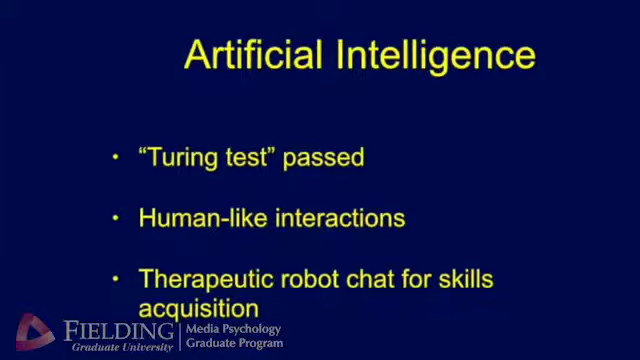 Artificial Intelligence
• “Turing test” passed
• Human-like interactions
• Therapeutic robot chat for skills
acquisition
FIELDING
Graduate University
Media Psychology
Graduate Program